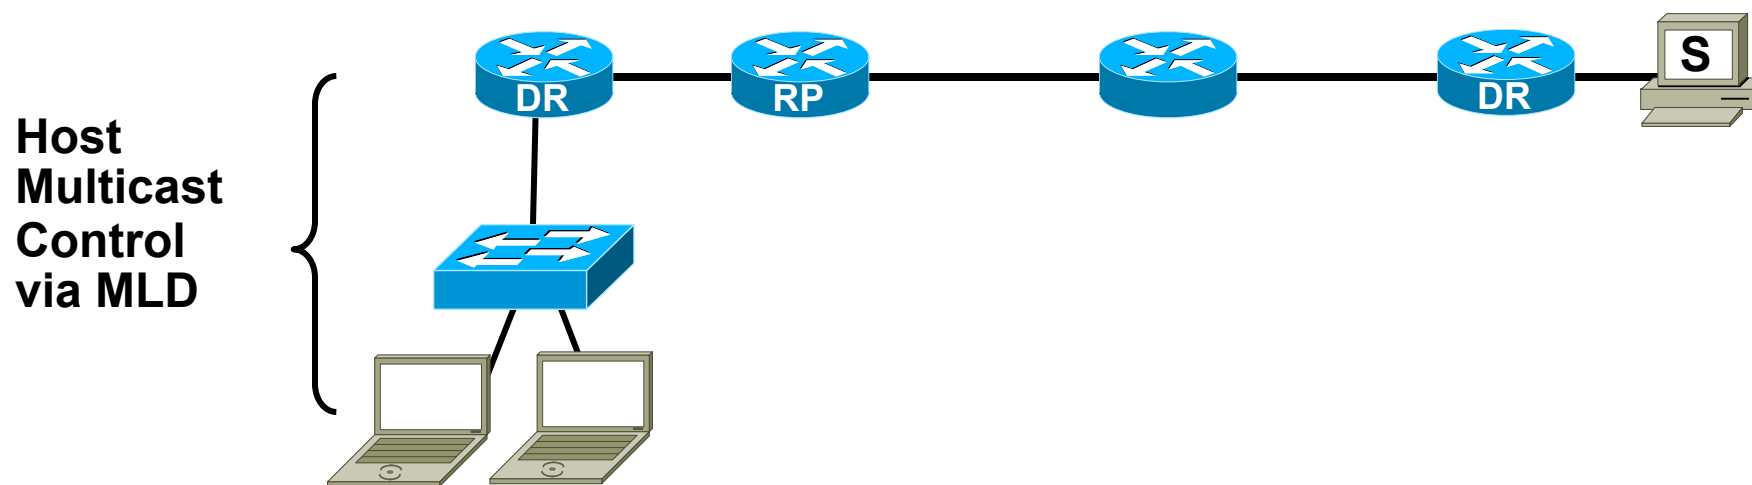 DR
RP
DR
S
Host
Multicast
Control
via MLD